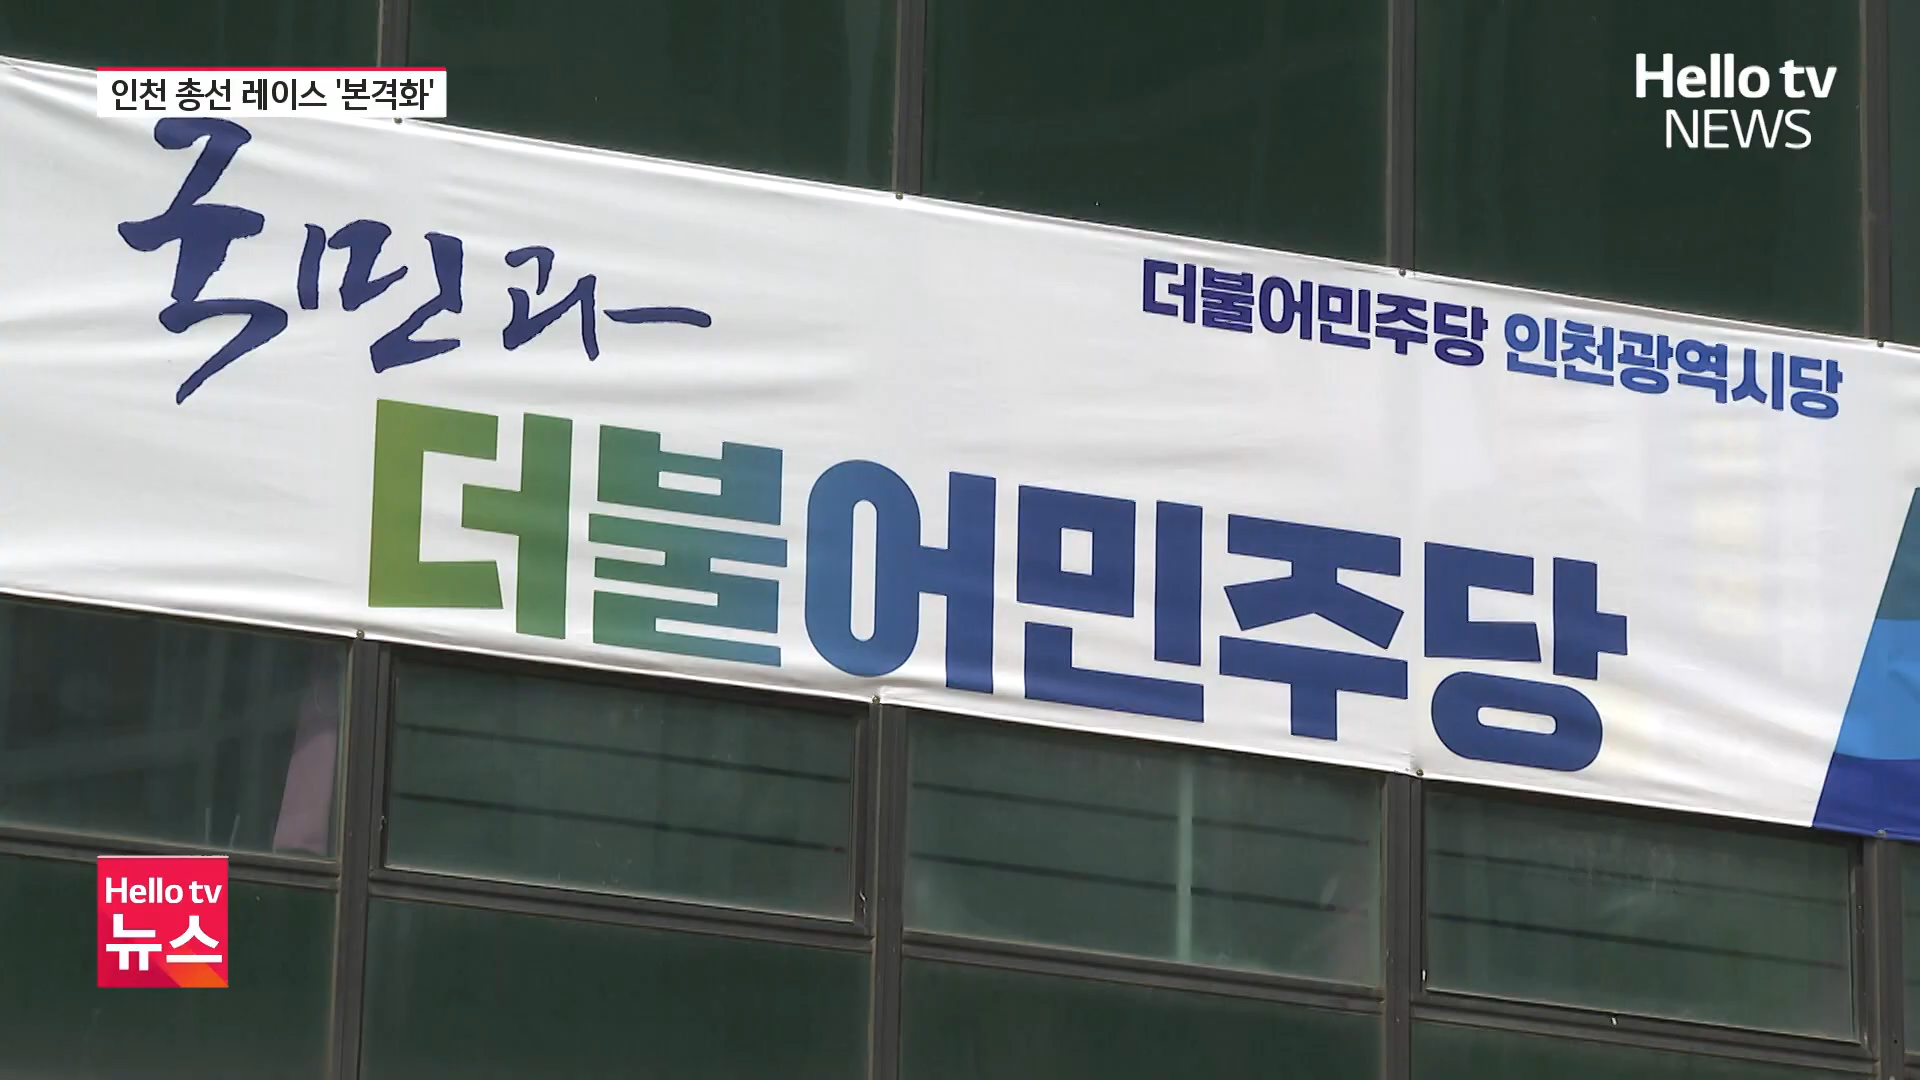 인천 총선 레이스 '본격화'
Hello tv
NEWS
국민과
더불어민주당 인천광역시당
더불어민주당
Hello tv
뉴스